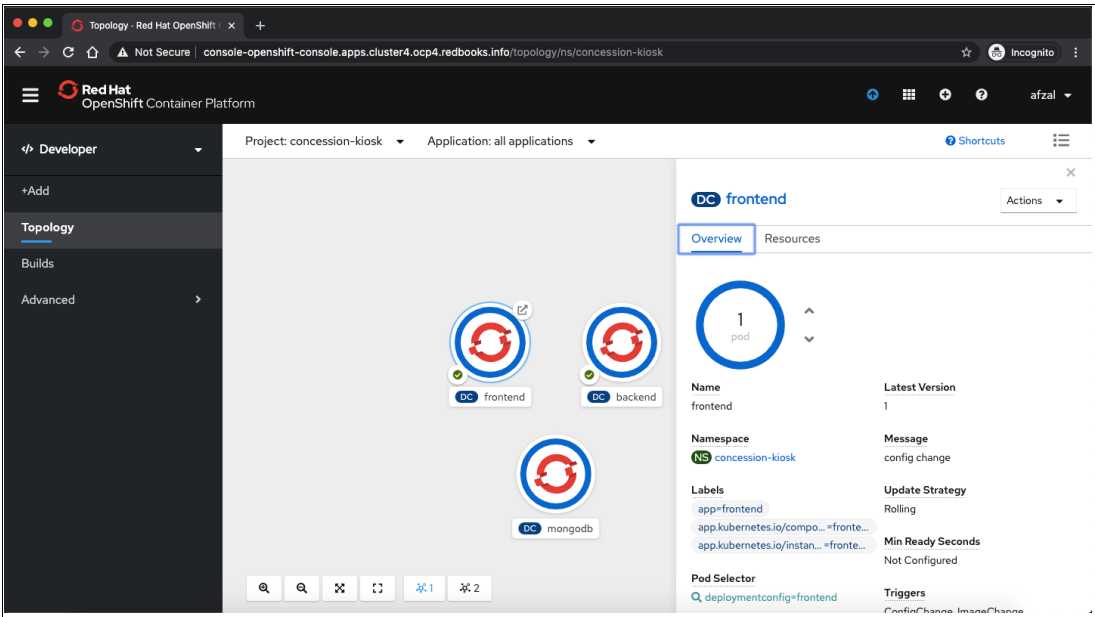 Topology · Red Hat OpenShift C
Not Secure | console-openshift-console.apps.cluster4.ocp4.redbooks.info/topology/ns/concession-kiosk
Incognito
Red Hat
OpenShift Container Platform
afzal
Developer
Project: concession-kiosk
Application: all applications
Shortcuts
+Add
Topology
Builds
Advanced
DC frontend
DC backend
DC mongodb
1
2
DC frontend
Actions
Overview
Resources
1
pod
Name
frontend
Latest Version
1
Namespace
NS concession-kiosk
Message
config change
Labels
app=frontend
app.kubernetes.io/compo... =fronte...
app.kubernetes.io/instan... =fronte...
Update Strategy
Rolling
Min Ready Seconds
Not Configured
Pod Selector
deploymentconfig=frontend
Triggers
ConfigChange, ImageChange